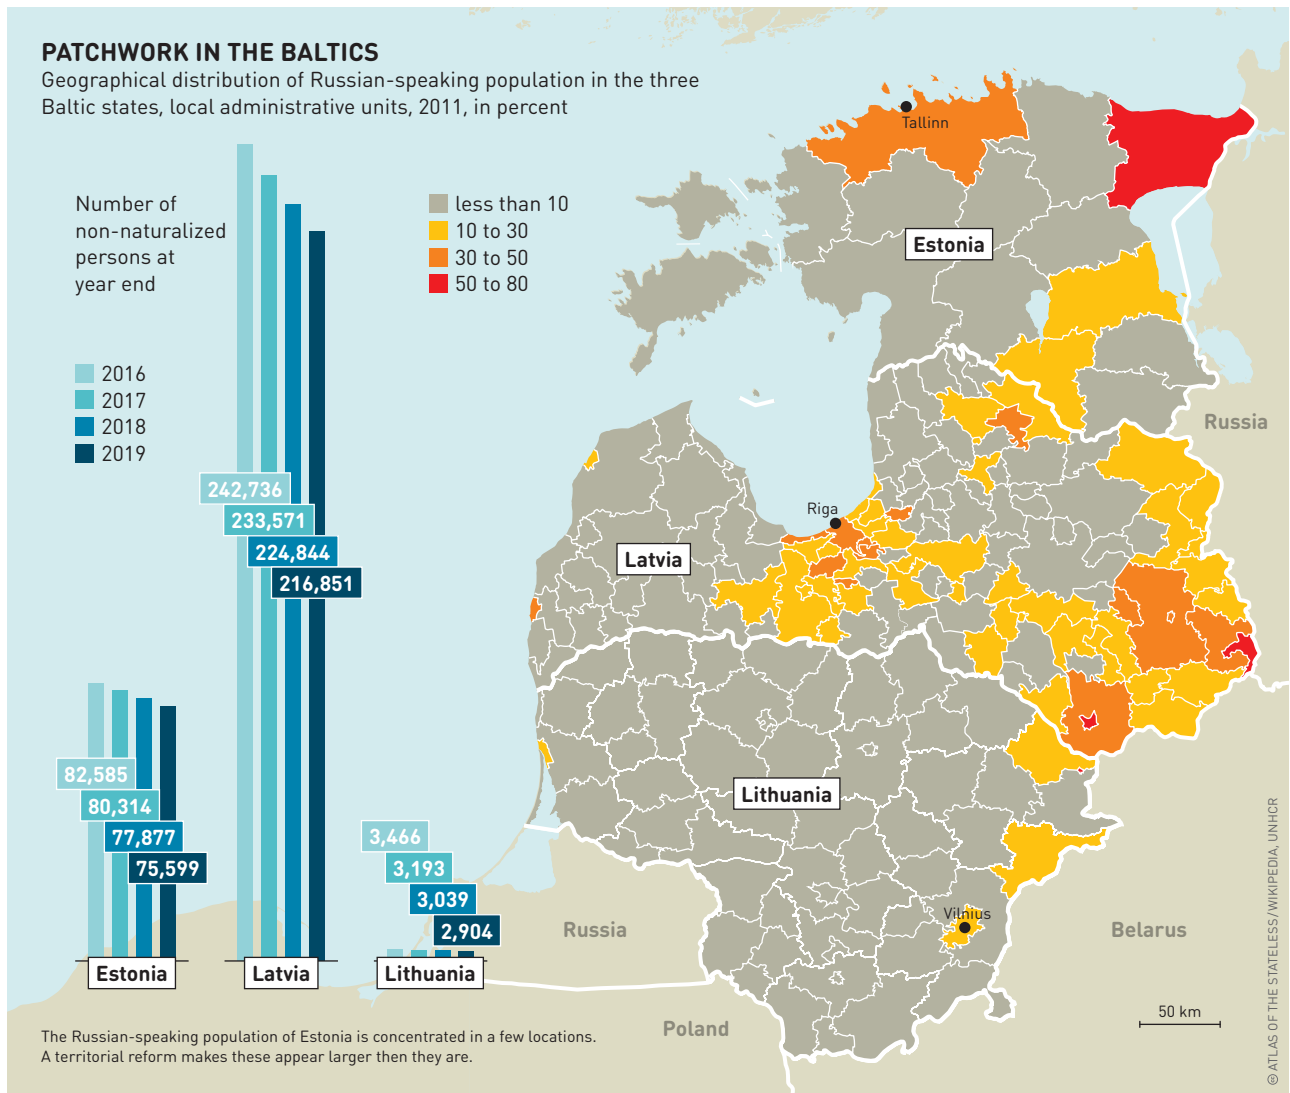 PATCHWORK IN THE BALTICS
Geographical distribution of Russian-speaking population in the three
Baltic states, local administrative units, 2011, in percent
Number of
non-naturalized
persons at
year end
2016
2017
2018
2019
less than 10
10 to 30
30 to 50
50 to 80
242,736
233,571
224,844
216,851
82,585
80,314
77,877
75,599
3,466
3,193
3,039
2,904
Estonia
Latvia
Lithuania
Tallinn
Estonia
Russia
Riga
Latvia
Lithuania
Vilnius
Russia
Belarus
Poland
50 km
The Russian-speaking population of Estonia is concentrated in a few locations.
A territorial reform makes these appear larger then they are.
© ATLAS OF THE STATELESS/WIKIPEDIA, UNHCR